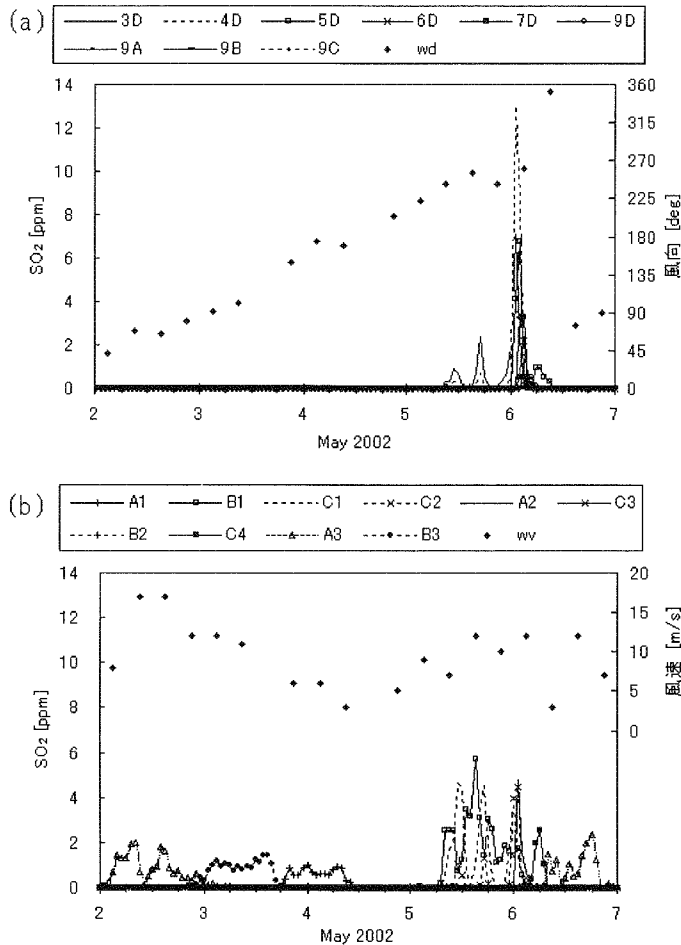 (a)
3D 4D 5D 6D 7D 9D
9A 9B 9C wd
14 360
12 315
10 270
8 225
6 180
4 135
2 90
0 45
0
SO₂ [ppm]
風向 [deg]
2 3 4 5 6 7
May 2002
(b)
A1 B1 C1 C2 A2 C3
B2 C4 A3 B3 wv
14 20
12 15
10 10
8 5
6 0
4
2
0
SO₂ [ppm]
風速 [m/s]
2 3 4 5 6 7
May 2002